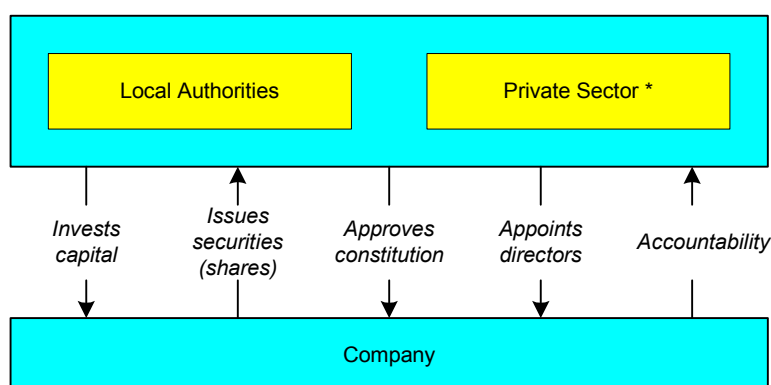 Local Authorities
Private Sector *
Invests
capital
Issues
securities
(shares)
Approves
constitution
Appoints
directors
Accountability
Company